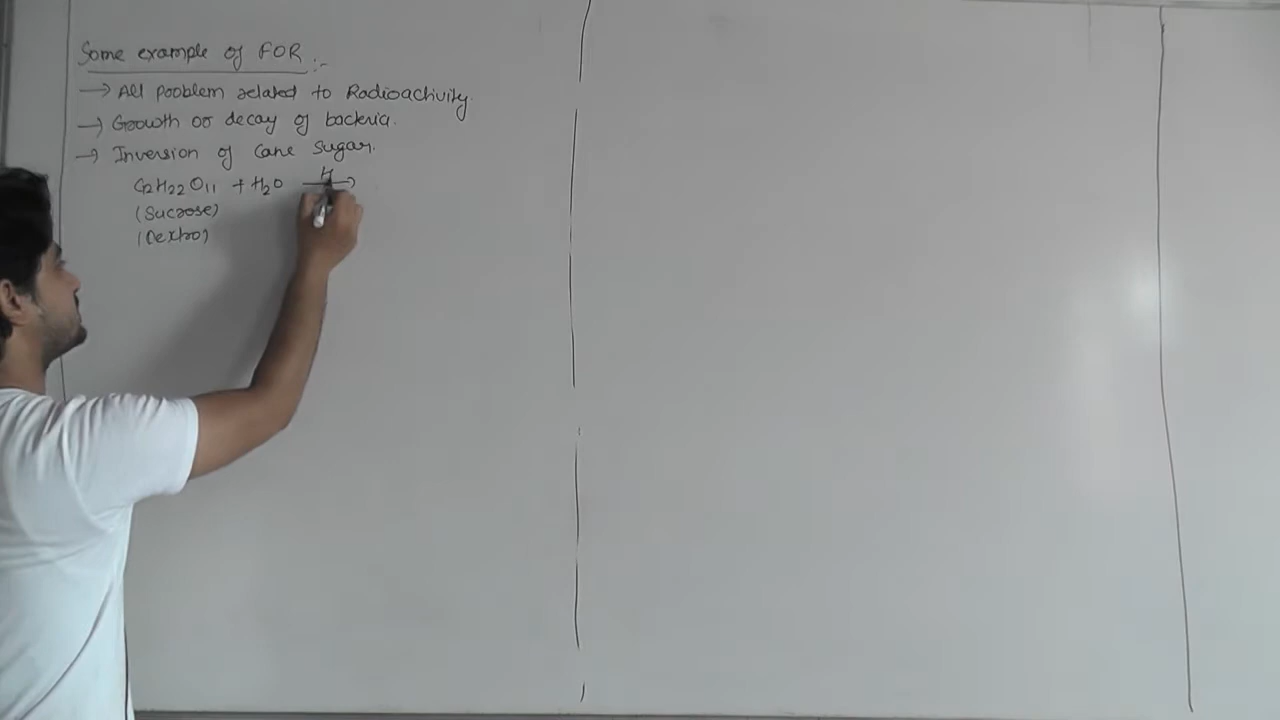 Some example of FOR :-
→ All problem related to Radioactivity.
→ Growth or decay of bacteria.
→ Inversion of Cane Sugar.
C12H22O11 + H2O H →
(Sucrose)
(Dextro)